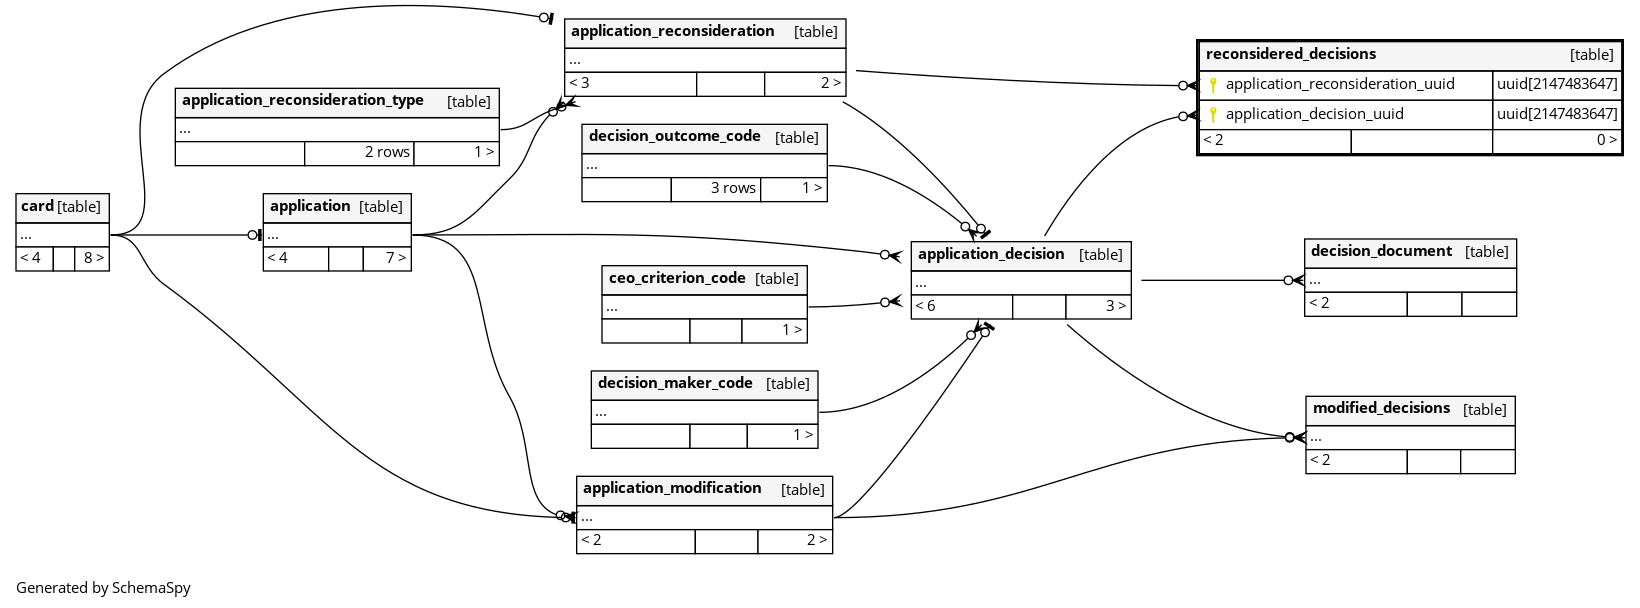 application_reconsideration [table]
...
< 3 2 >
reconsidered_decisions [table]
application_reconsideration_uuid uuid[2147483647]
application_decision_uuid uuid[2147483647]
< 2 0 >
application_reconsideration_type [table]
...
2 rows 1 >
decision_outcome_code [table]
...
3 rows 1 >
card [table]
...
< 4 8 >
application [table]
...
< 4 7 >
application_decision [table]
...
< 6 3 >
decision_document [table]
...
< 2
ceo_criterion_code [table]
...
1 >
decision_maker_code [table]
...
1 >
modified_decisions [table]
...
< 2
application_modification [table]
...
< 2 2 >
Generated by SchemaSpy